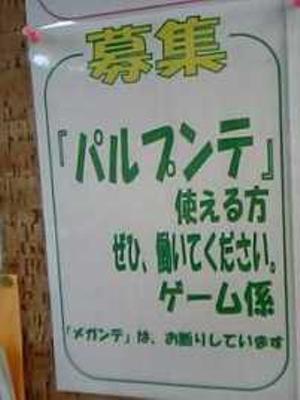 募集
『パルプンテ』
使える方
ぜひ、働いてください。
ゲーム係
「メガンテ」は、お断りしています